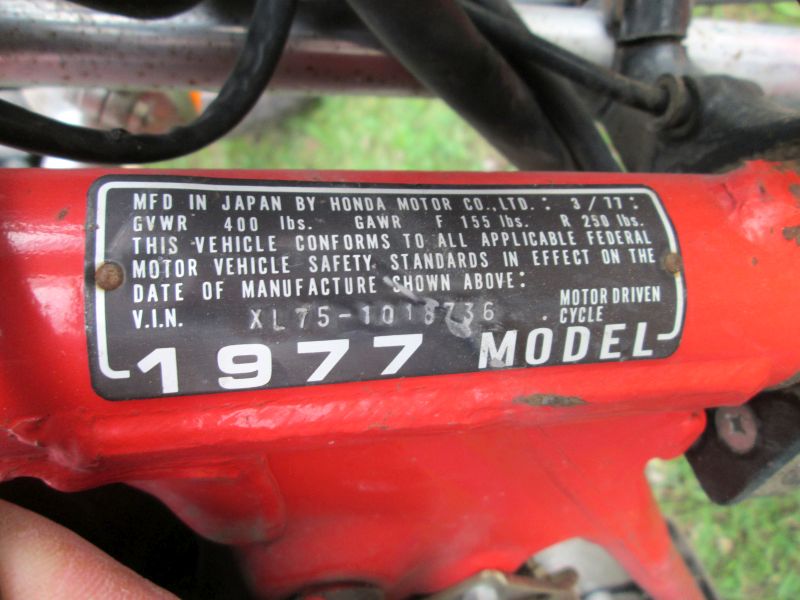 MFD IN JAPAN BY HONDA MOTOR CO., LTD. : 3/77 :
GVWR 400 lbs. GAWR F 155 lbs. R 250 lbs.
THIS VEHICLE CONFORMS TO ALL APPLICABLE FEDERAL
MOTOR VEHICLE SAFETY STANDARDS IN EFFECT ON THE
DATE OF MANUFACTURE SHOWN ABOVE:
V.I.N. XL75-1018736 . MOTOR DRIVEN
CYCLE
1977 MODEL